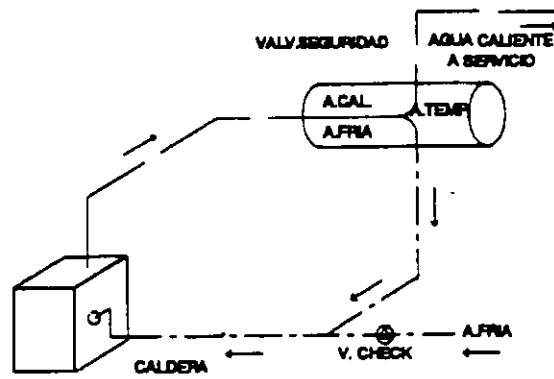 VALV.SEGURIDAD
AGUA CALIENTE
A SERVICIO
A.CAL.
A.TEMP.
A.FRIA
A.FRIA
V. CHECK
CALDERA